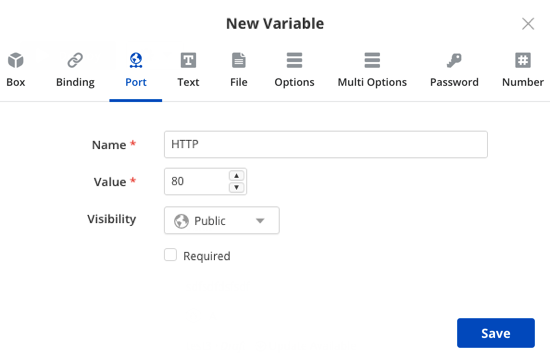 New Variable
Box Binding Port Text File Options Multi Options Password Number
Name * HTTP
Value * 80
Visibility Public
Required
Save